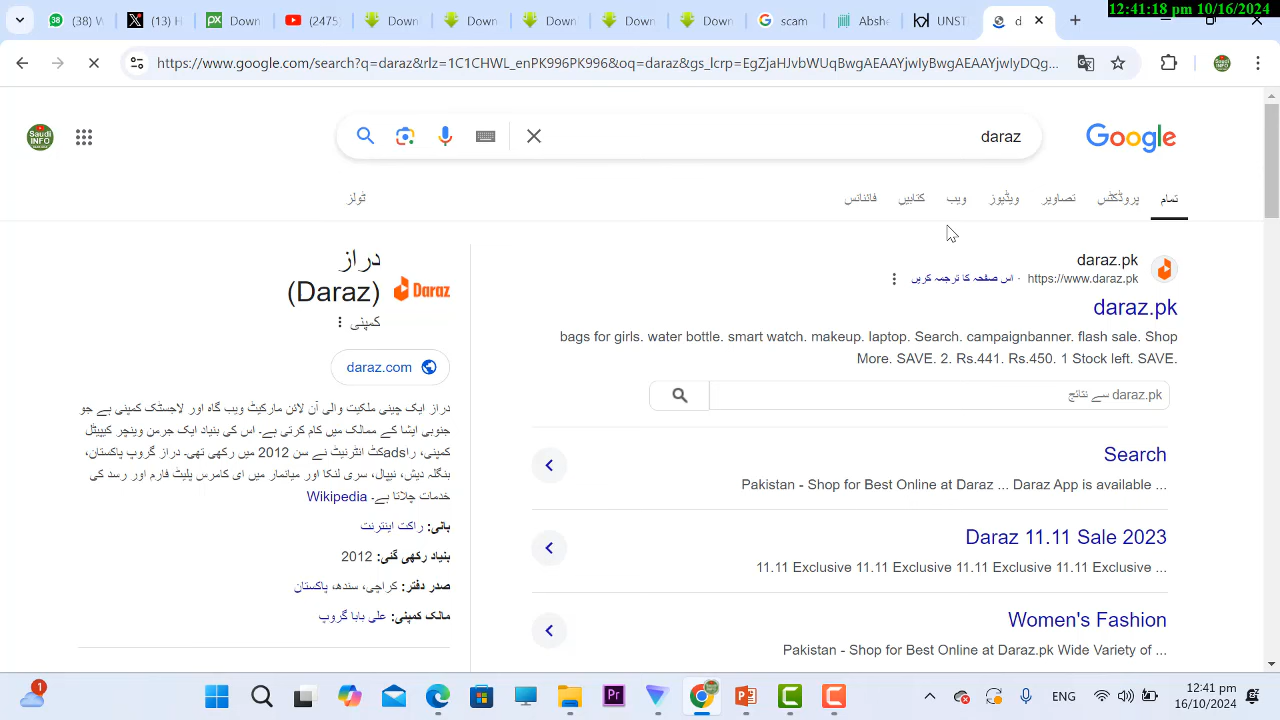 12:41:18 pm 10/16/2024
(38) W
(13) H
Down
(2475)
Down
Down
Down
Down
Down
scam
Abshe
UNSI
d
https://www.google.com/search?q=daraz&rlz=1C1CHWL_enPK996PK996&oq=daraz&gs_lcrp=EgZjaHJvbWUqBwgAEAAYjwIyBwgAEAAYjwIyDQg...
Saudi
INFO
daraz
Google
تمام
پروڈکٹس
تصاویر
ویڈیوز
ویب
کتابیں
فائنانس
ٹولز
daraz.pk
https://www.daraz.pk · اس صفحہ کا ترجمہ کریں
daraz.pk
bags for girls. water bottle. smart watch. makeup. laptop. Search. campaignbanner. flash sale. Shop
More. SAVE. 2. Rs.441. Rs.450. 1 Stock left. SAVE.
daraz.pk سے نتائج
Search
Pakistan - Shop for Best Online at Daraz ... Daraz App is available ...
Daraz 11.11 Sale 2023
11.11 Exclusive 11.11 Exclusive 11.11 Exclusive 11.11 Exclusive ...
Women's Fashion
Pakistan - Shop for Best Online at Daraz.pk Wide Variety of ...
دراز
(Daraz)
Daraz
کمپنی
daraz.com
دراز ایک چینی ملکیت والی آن لائن مارکیٹ ویب گاہ اور لاجسٹک کمپنی ہے جو
جنوبی ایشا کے ممالک میں کام کرتی ہے۔ اس کی بنیاد ایک جرمن وینچر کیپیٹل
کمپنی، راadsکٹ انٹرنیٹ نے سن 2012 میں رکھی تھی۔ دراز گروپ پاکستان،
بنگلہ دیش، نیپال، سری لنکا اور میانمار میں ای کامرس پلیٹ فارم اور رسد کی
خدمات چلاتا ہے۔ Wikipedia
بانی: راکت اینترنت
بنیاد رکھی گئی: 2012
صدر دفتر: کراچی، سندھ، پاکستان
مالک کمپنی: علی بابا گروپ
1
Pr
ENG
12:41 pm
16/10/2024